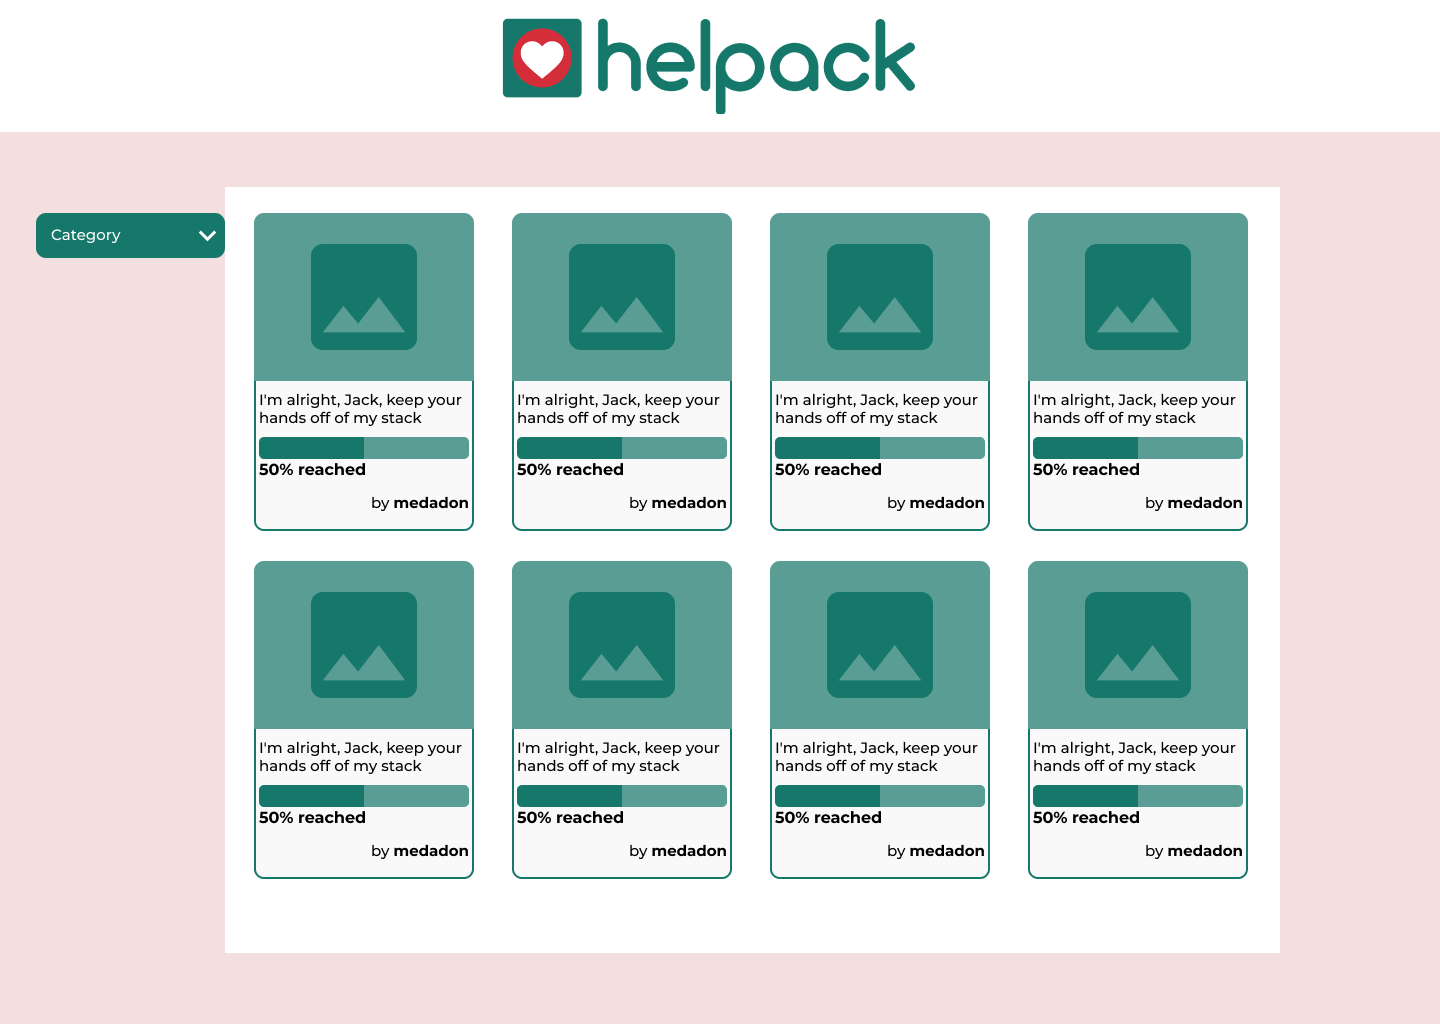 helpack
Category
I'm alright, Jack, keep your
hands off of my stack
50% reached
by medadon
I'm alright, Jack, keep your
hands off of my stack
50% reached
by medadon
I'm alright, Jack, keep your
hands off of my stack
50% reached
by medadon
I'm alright, Jack, keep your
hands off of my stack
50% reached
by medadon
I'm alright, Jack, keep your
hands off of my stack
50% reached
by medadon
I'm alright, Jack, keep your
hands off of my stack
50% reached
by medadon
I'm alright, Jack, keep your
hands off of my stack
50% reached
by medadon
I'm alright, Jack, keep your
hands off of my stack
50% reached
by medadon